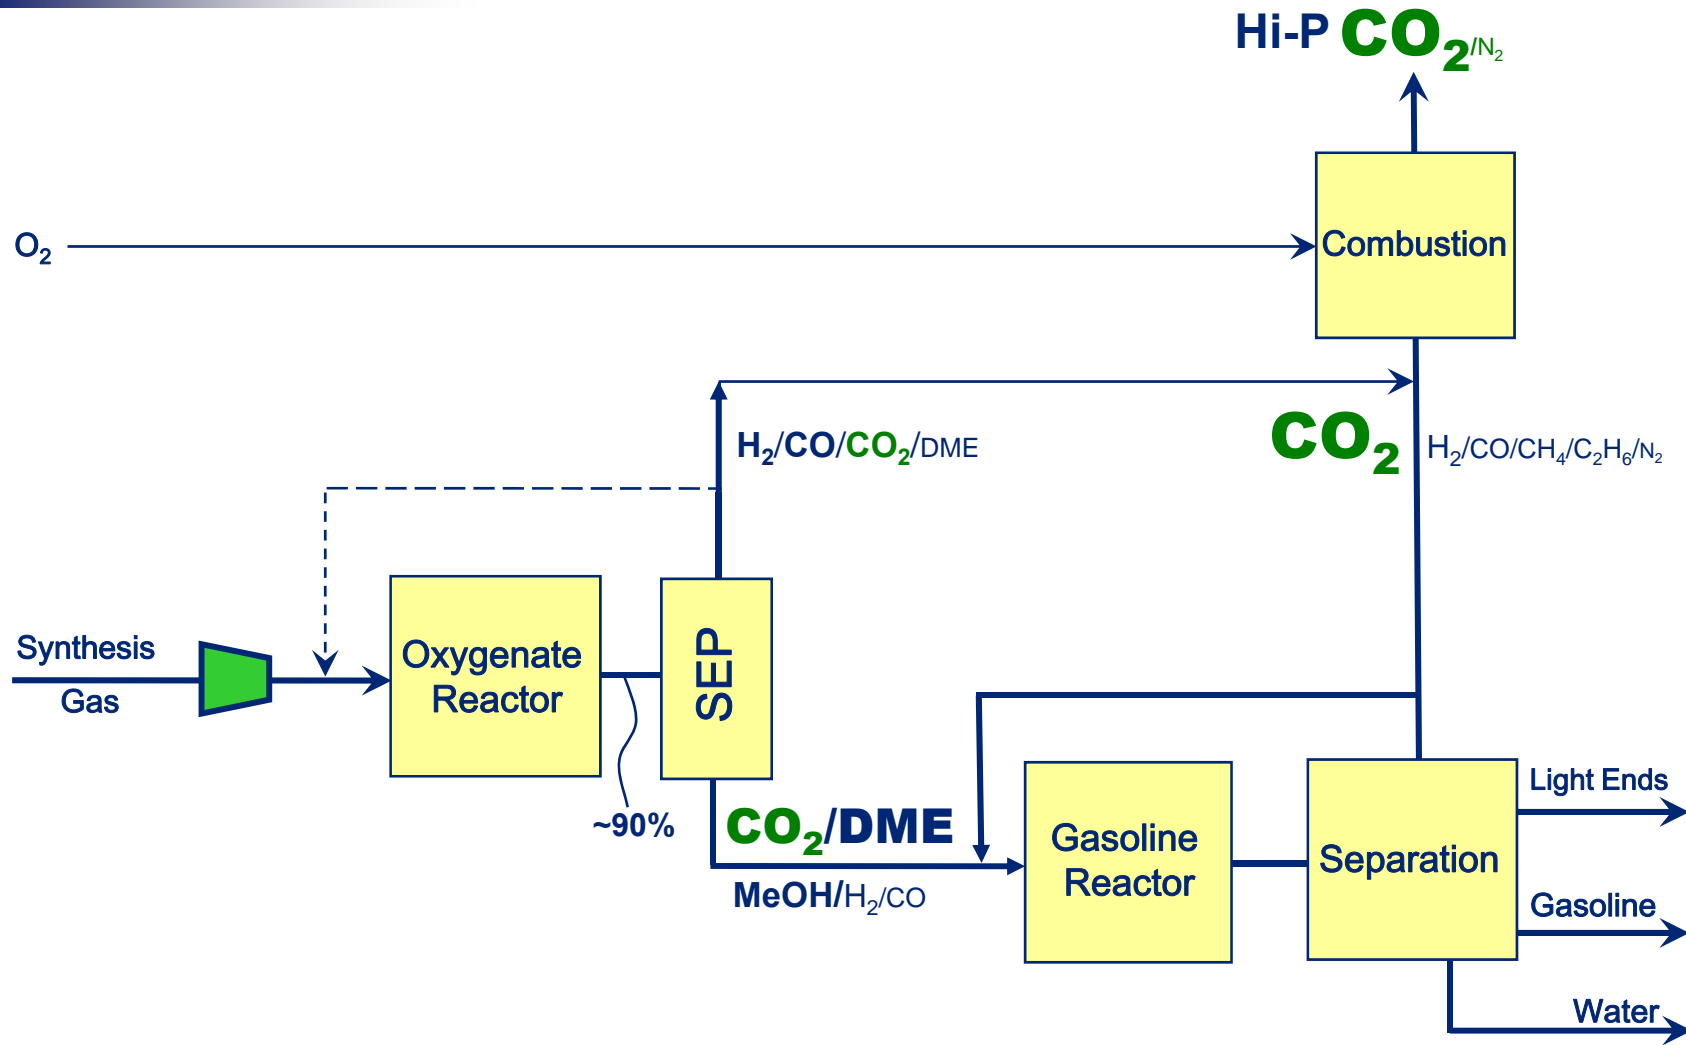 Hi-P CO2/N2
O2
Combustion
H2/CO/CO2/DME
CO2 H2/CO/CH4/C2H6/N2
Synthesis
Gas
Oxygenate
Reactor
SEP
~90%
CO2/DME
MeOH/H2/CO
Gasoline
Reactor
Separation
Light Ends
Gasoline
Water